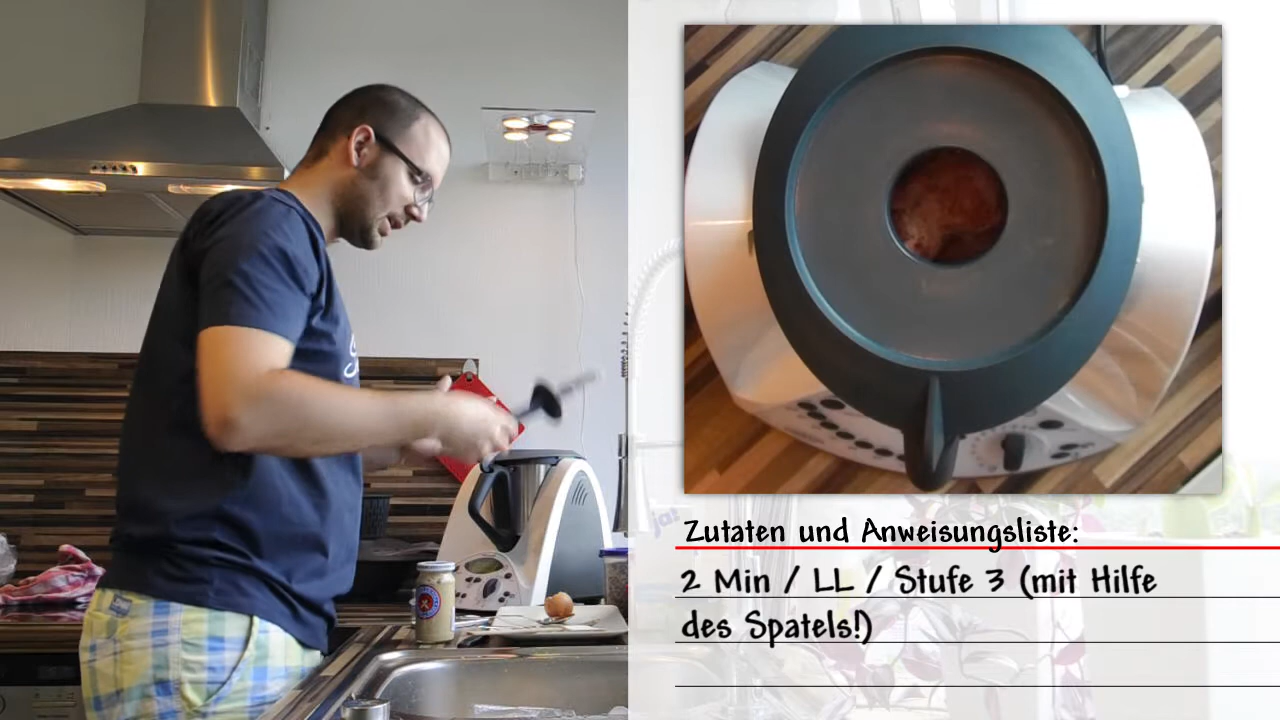 Zutaten und Anweisungsliste:
2 Min / LL / Stufe 3 (mit Hilfe
des Spatels!)